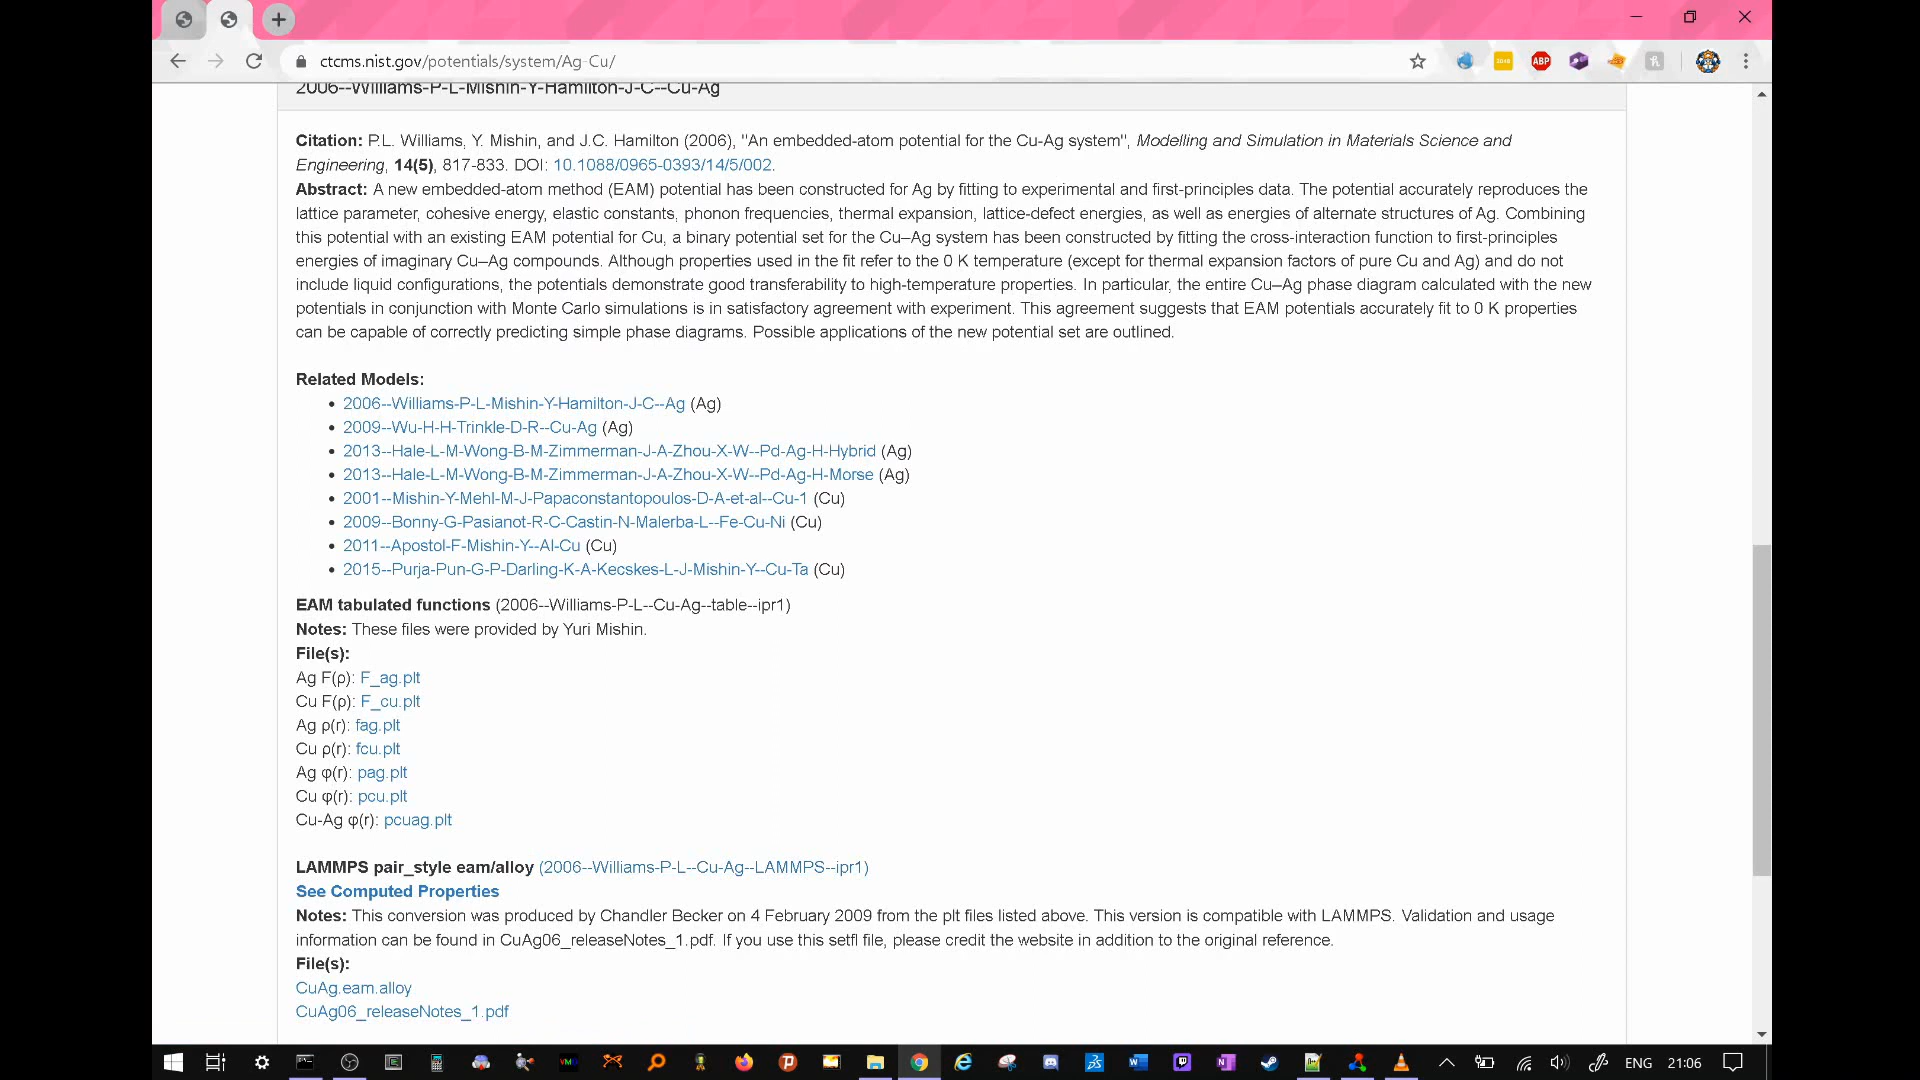 ctcms.nist.gov/potentials/system/Ag-Cu/
ABP
2006--Williams-P-L-Mishin-Y-Hamilton-J-C--Cu-Ag
Citation: P.L. Williams, Y. Mishin, and J.C. Hamilton (2006), "An embedded-atom potential for the Cu-Ag system", Modelling and Simulation in Materials Science and
Engineering, 14(5), 817-833. DOI: 10.1088/0965-0393/14/5/002.
Abstract: A new embedded-atom method (EAM) potential has been constructed for Ag by fitting to experimental and first-principles data. The potential accurately reproduces the
lattice parameter, cohesive energy, elastic constants, phonon frequencies, thermal expansion, lattice-defect energies, as well as energies of alternate structures of Ag. Combining
this potential with an existing EAM potential for Cu, a binary potential set for the Cu–Ag system has been constructed by fitting the cross-interaction function to first-principles
energies of imaginary Cu–Ag compounds. Although properties used in the fit refer to the 0 K temperature (except for thermal expansion factors of pure Cu and Ag) and do not
include liquid configurations, the potentials demonstrate good transferability to high-temperature properties. In particular, the entire Cu–Ag phase diagram calculated with the new
potentials in conjunction with Monte Carlo simulations is in satisfactory agreement with experiment. This agreement suggests that EAM potentials accurately fit to 0 K properties
can be capable of correctly predicting simple phase diagrams. Possible applications of the new potential set are outlined.
Related Models:
• 2006--Williams-P-L-Mishin-Y-Hamilton-J-C--Ag (Ag)
• 2009--Wu-H-H-Trinkle-D-R--Cu-Ag (Ag)
• 2013--Hale-L-M-Wong-B-M-Zimmerman-J-A-Zhou-X-W--Pd-Ag-H-Hybrid (Ag)
• 2013--Hale-L-M-Wong-B-M-Zimmerman-J-A-Zhou-X-W--Pd-Ag-H-Morse (Ag)
• 2001--Mishin-Y-Mehl-M-J-Papaconstantopoulos-D-A-et-al--Cu-1 (Cu)
• 2009--Bonny-G-Pasianot-R-C-Castin-N-Malerba-L--Fe-Cu-Ni (Cu)
• 2011--Apostol-F-Mishin-Y--Al-Cu (Cu)
• 2015--Purja-Pun-G-P-Darling-K-A-Kecskes-L-J-Mishin-Y--Cu-Ta (Cu)
EAM tabulated functions (2006--Williams-P-L--Cu-Ag--table--ipr1)
Notes: These files were provided by Yuri Mishin.
File(s):
Ag F(ρ): F_ag.plt
Cu F(ρ): F_cu.plt
Ag ρ(r): fag.plt
Cu ρ(r): fcu.plt
Ag φ(r): pag.plt
Cu φ(r): pcu.plt
Cu-Ag φ(r): pcuag.plt
LAMMPS pair_style eam/alloy (2006--Williams-P-L--Cu-Ag--LAMMPS--ipr1)
See Computed Properties
Notes: This conversion was produced by Chandler Becker on 4 February 2009 from the plt files listed above. This version is compatible with LAMMPS. Validation and usage
information can be found in CuAg06_releaseNotes_1.pdf. If you use this setfl file, please credit the website in addition to the original reference.
File(s):
CuAg.eam.alloy
CuAg06_releaseNotes_1.pdf
ENG 21:06